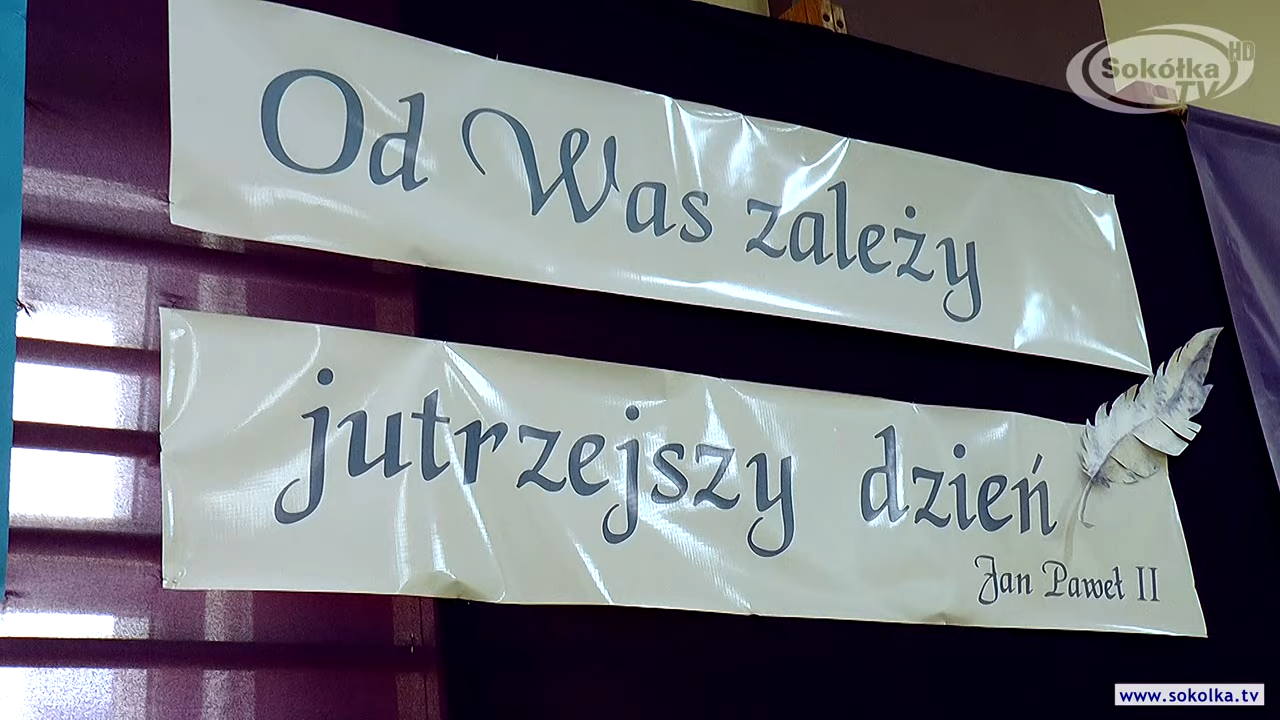 Sokółka HD
TV
Od Was zależy
jutrzejszy dzień
Jan Paweł II
www.sokolka.tv